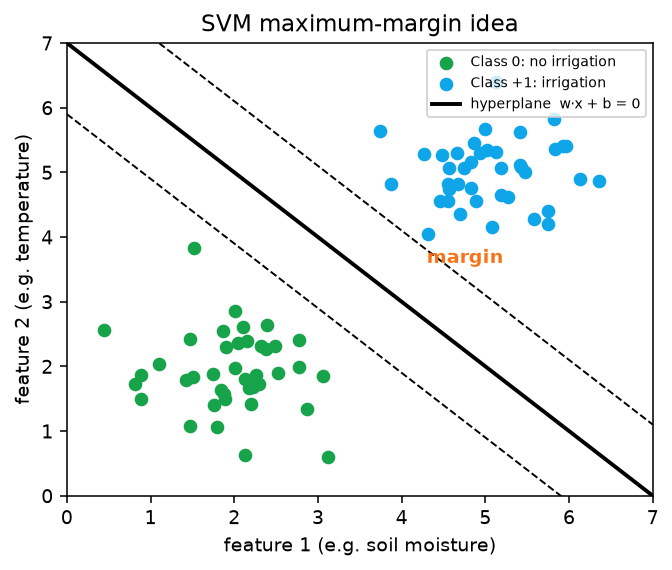 SVM maximum-margin idea
Class 0: no irrigation
Class +1: irrigation
hyperplane w·x + b = 0
margin
feature 2 (e.g. temperature)
7
6
5
4
3
2
1
0
0 1 2 3 4 5 6 7
feature 1 (e.g. soil moisture)